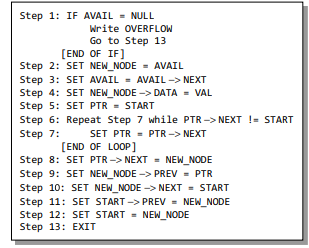 Step 1: IF AVAIL = NULL
Write OVERFLOW
Go to Step 13
[END OF IF]
Step 2: SET NEW_NODE = AVAIL
Step 3: SET AVAIL = AVAIL->NEXT
Step 4: SET NEW_NODE->DATA = VAL
Step 5: SET PTR = START
Step 6: Repeat Step 7 while PTR->NEXT != START
Step 7: SET PTR = PTR->NEXT
[END OF LOOP]
Step 8: SET PTR->NEXT = NEW_NODE
Step 9: SET NEW_NODE->PREV = PTR
Step 10: SET NEW_NODE->NEXT = START
Step 11: SET START->PREV = NEW_NODE
Step 12: SET START = NEW_NODE
Step 13: EXIT